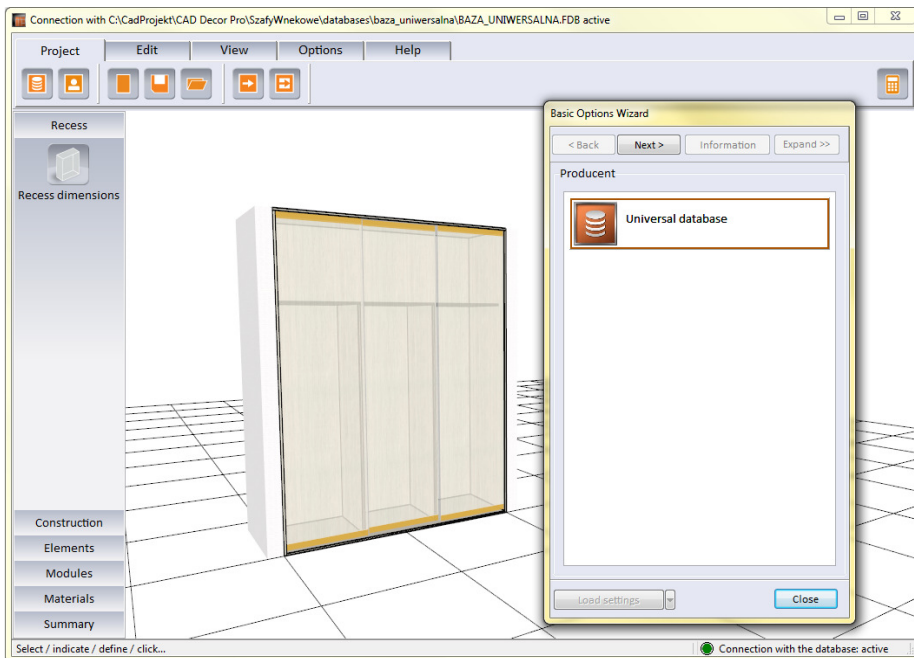 Connection with C:\CadProjekt\CAD Decor Pro\SzafyWnekowe\databases\baza_uniwersalna\BAZA_UNIWERSALNA.FDB active
Project Edit View Options Help
Recess
Recess dimensions
Construction
Elements
Modules
Materials
Summary
Basic Options Wizard
< Back Next > Information Expand >>
Producent
Universal database
Load settings Close
Select / indicate / define / click... Connection with the database: active